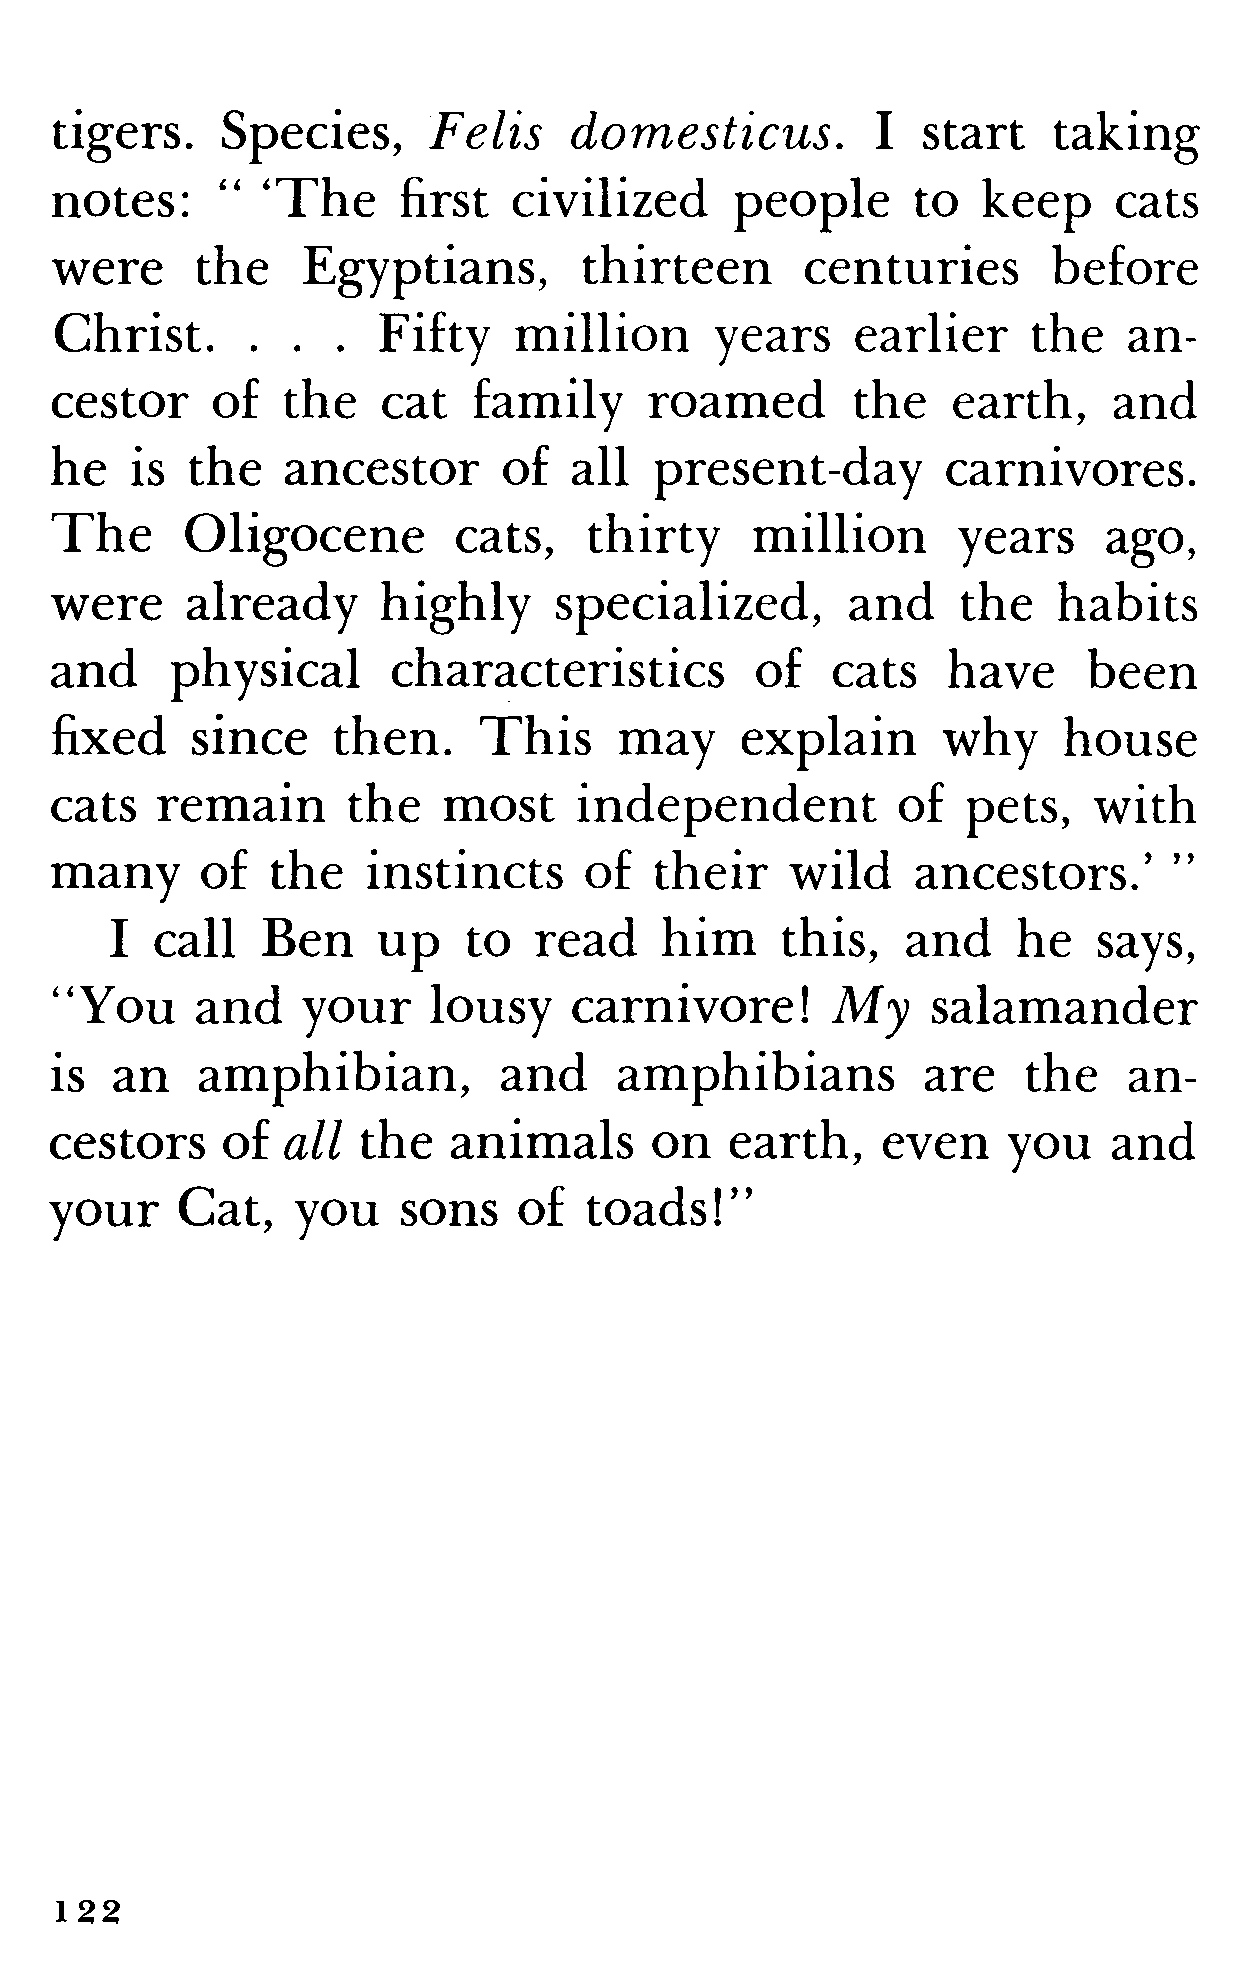 tigers. Species, Felis domesticus. I start taking
notes: “ ‘The first civilized people to keep cats
were the Egyptians, thirteen centuries before
Christ. . . . Fifty million years earlier the an-
cestor of the cat family roamed the earth, and
he is the ancestor of all present-day carnivores.
The Oligocene cats, thirty million years ago,
were already highly specialized, and the habits
and physical characteristics of cats have been
fixed since then. This may explain why house
cats remain the most independent of pets, with
many of the instincts of their wild ancestors.’ ”
I call Ben up to read him this, and he says,
“You and your lousy carnivore! My salamander
is an amphibian, and amphibians are the an-
cestors of all the animals on earth, even you and
your Cat, you sons of toads!”
122